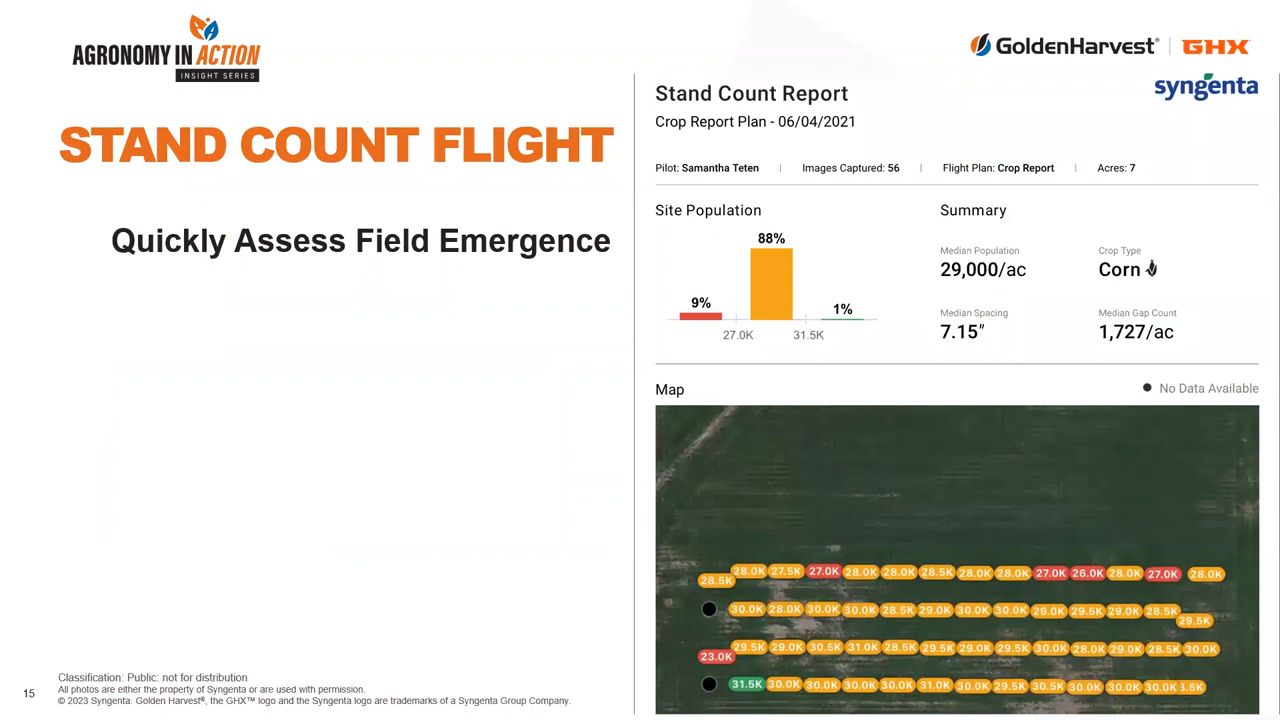 AGRONOMY IN ACTION
INSIGHT SERIES
GoldenHarvest® | GHX
syngenta
STAND COUNT FLIGHT
Quickly Assess Field Emergence
Stand Count Report
Crop Report Plan - 06/04/2021
Pilot: Samantha Teten | Images Captured: 56 | Flight Plan: Crop Report | Acres: 7
Site Population
88%
9%
1%
27.0K 31.5K
Summary
Median Population Crop Type
29,000/ac Corn
Median Spacing Median Gap Count
7.15" 1,727/ac
Map No Data Available
28.5K 28.0K 27.5K 27.0K 28.0K 28.0K 28.5K 28.0K 28.0K 27.0K 26.0K 28.0K 27.0K 28.0K
30.0K 28.0K 30.0K 30.0K 28.5K 29.0K 30.0K 30.0K 29.0K 29.5K 29.0K 28.5K 29.5K
23.0K 29.5K 29.0K 30.5K 31.0K 28.5K 29.5K 29.5K 29.5K 30.0K 28.0K 29.0K 28.5K 30.0K
31.5K 30.0K 30.0K 30.0K 30.0K 31.0K 30.0K 29.5K 30.5K 30.0K 30.0K 30.0K
Classification: Public: not for distribution
All photos are either the property of Syngenta or are used with permission.
15 © 2023 Syngenta. Golden Harvest®, the GHX™ logo and the Syngenta logo are trademarks of a Syngenta Group Company.